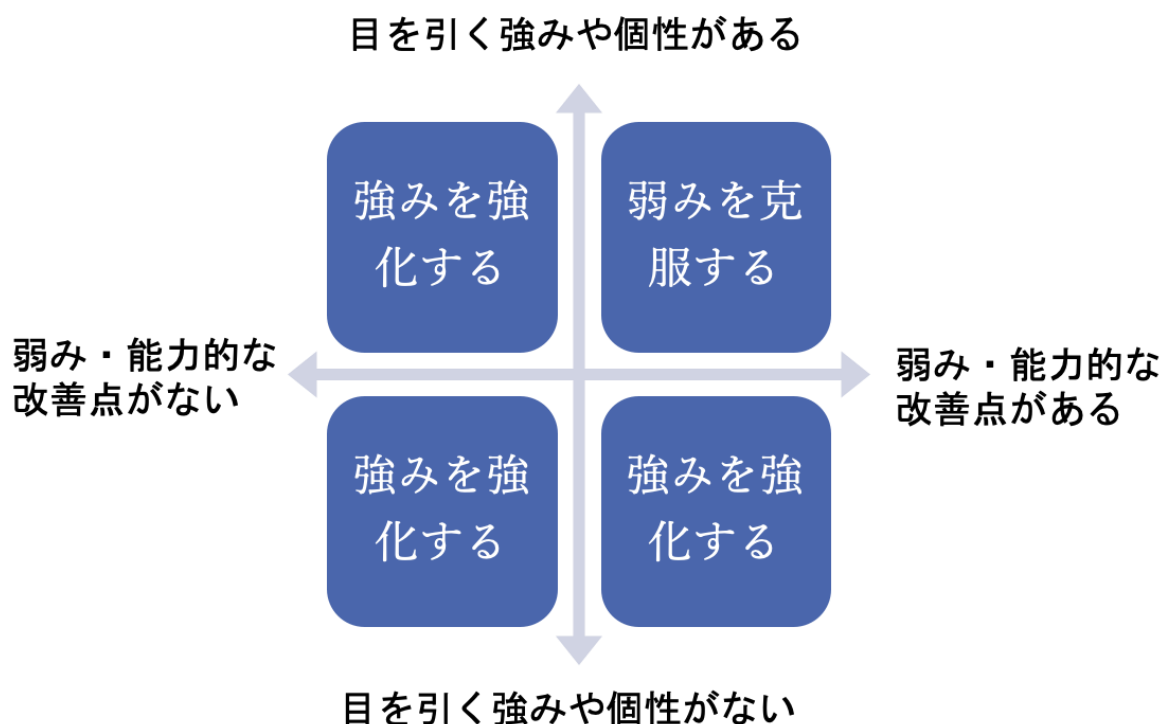 目を引く強みや個性がある
強みを強
化する
弱みを克
服する
弱み・能力的な
改善点がない
弱み・能力的な
改善点がある
強みを強
化する
強みを強
化する
目を引く強みや個性がない